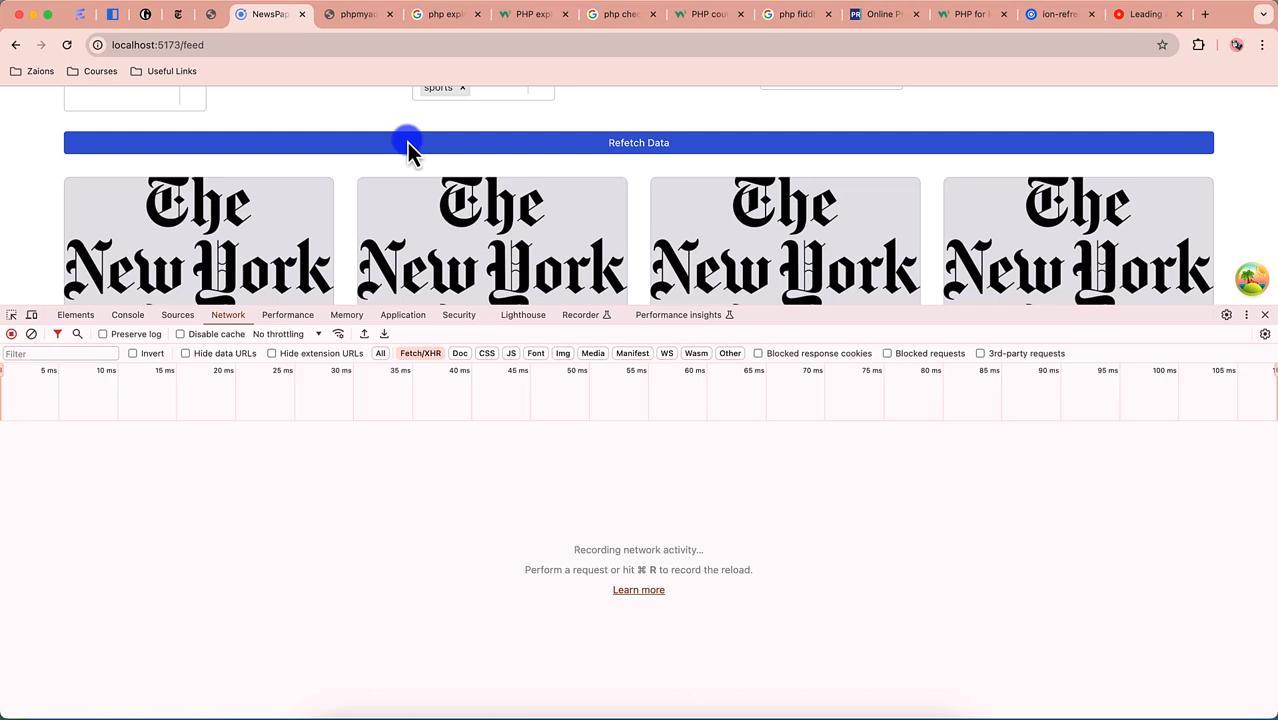 NewsPap
phpmyac
php expl
PHP expl
php chec
PHP cou
php fiddl
Online P
PHP for
ion-refre
Leading
localhost:5173/feed
Zaions
Courses
Useful Links
sports ×
Refetch Data
The The The The
New York New York New York New York
Elements Console Sources Network Performance Memory Application Security Lighthouse Recorder Performance insights
Preserve log Disable cache No throttling
Filter Invert Hide data URLs Hide extension URLs All Fetch/XHR Doc CSS JS Font Img Media Manifest WS Wasm Other Blocked response cookies Blocked requests 3rd-party requests
5 ms 10 ms 15 ms 20 ms 25 ms 30 ms 35 ms 40 ms 45 ms 50 ms 55 ms 60 ms 65 ms 70 ms 75 ms 80 ms 85 ms 90 ms 95 ms 100 ms 105 ms
Recording network activity...
Perform a request or hit ⌘ R to record the reload.
Learn more